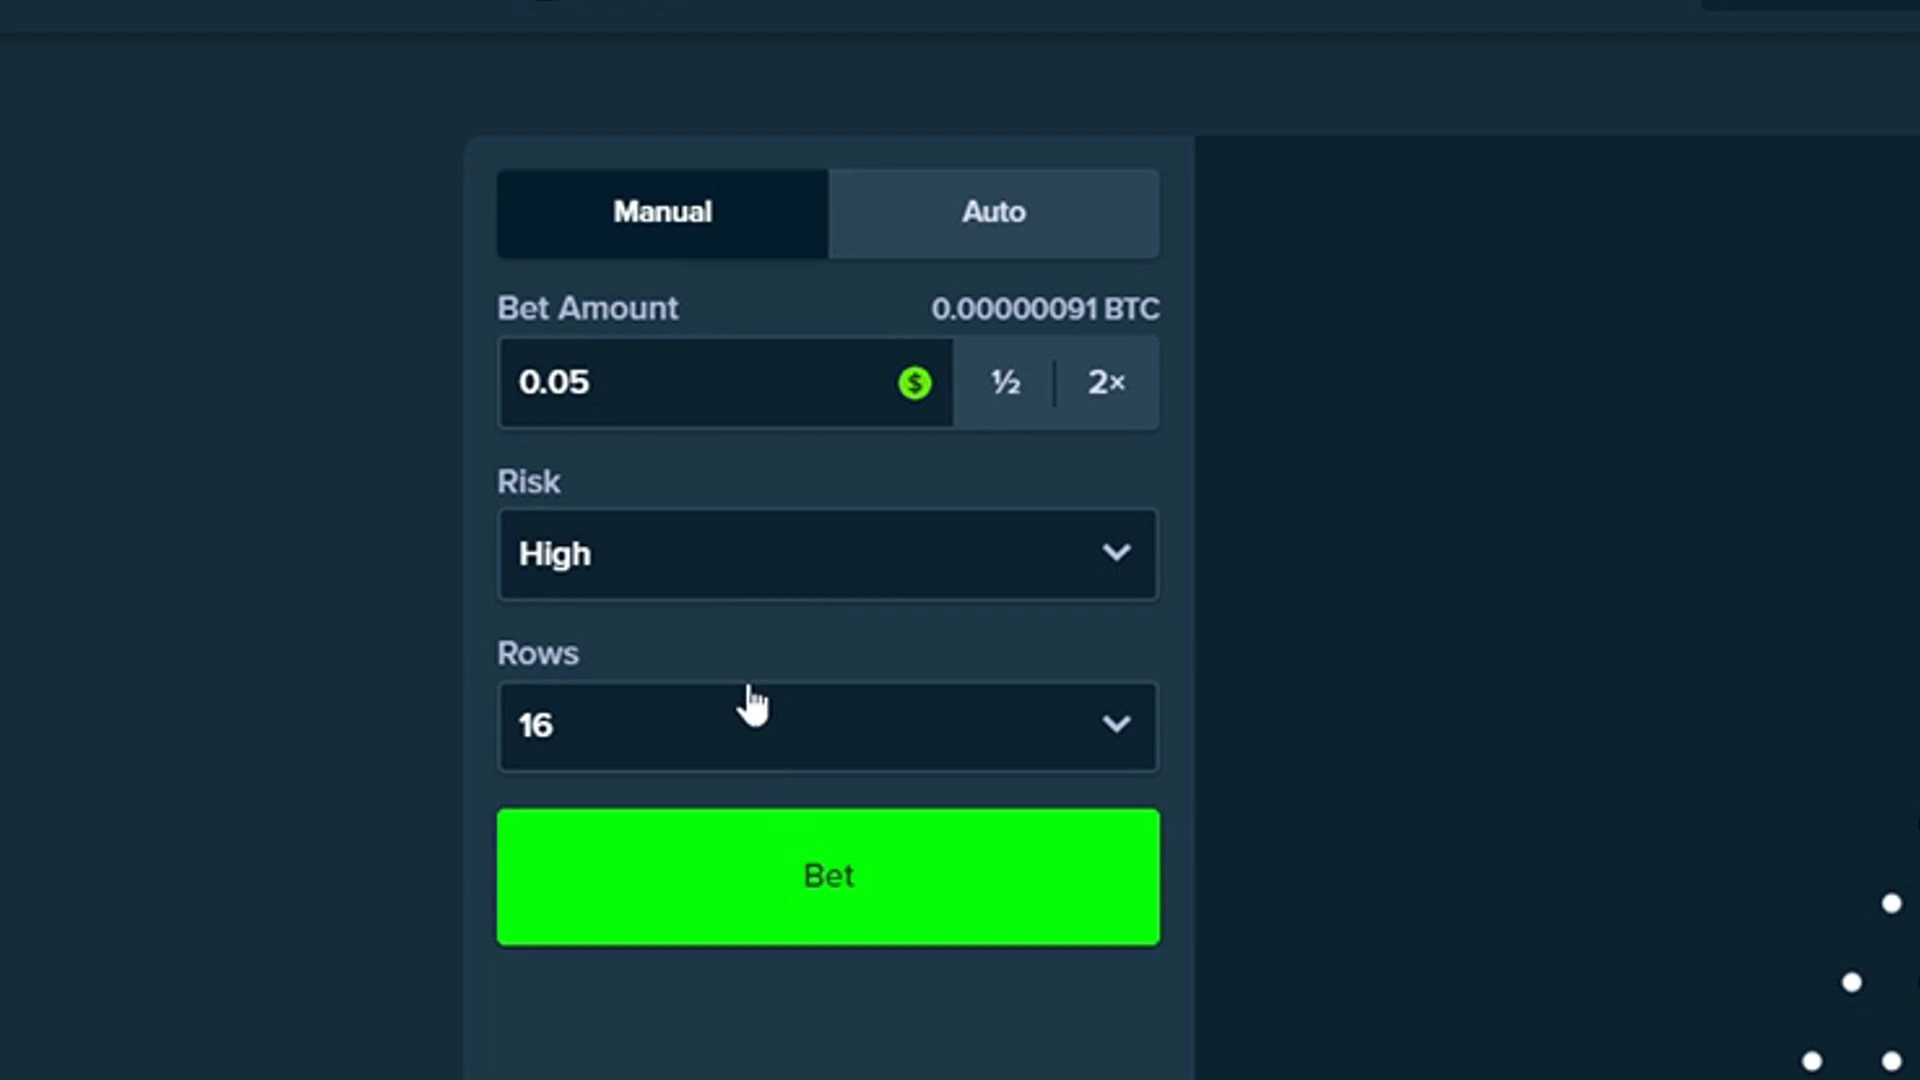 Manual Auto
Bet Amount 0.00000091 BTC
0.05 $ ½ 2×
Risk
High
Rows
16
Bet